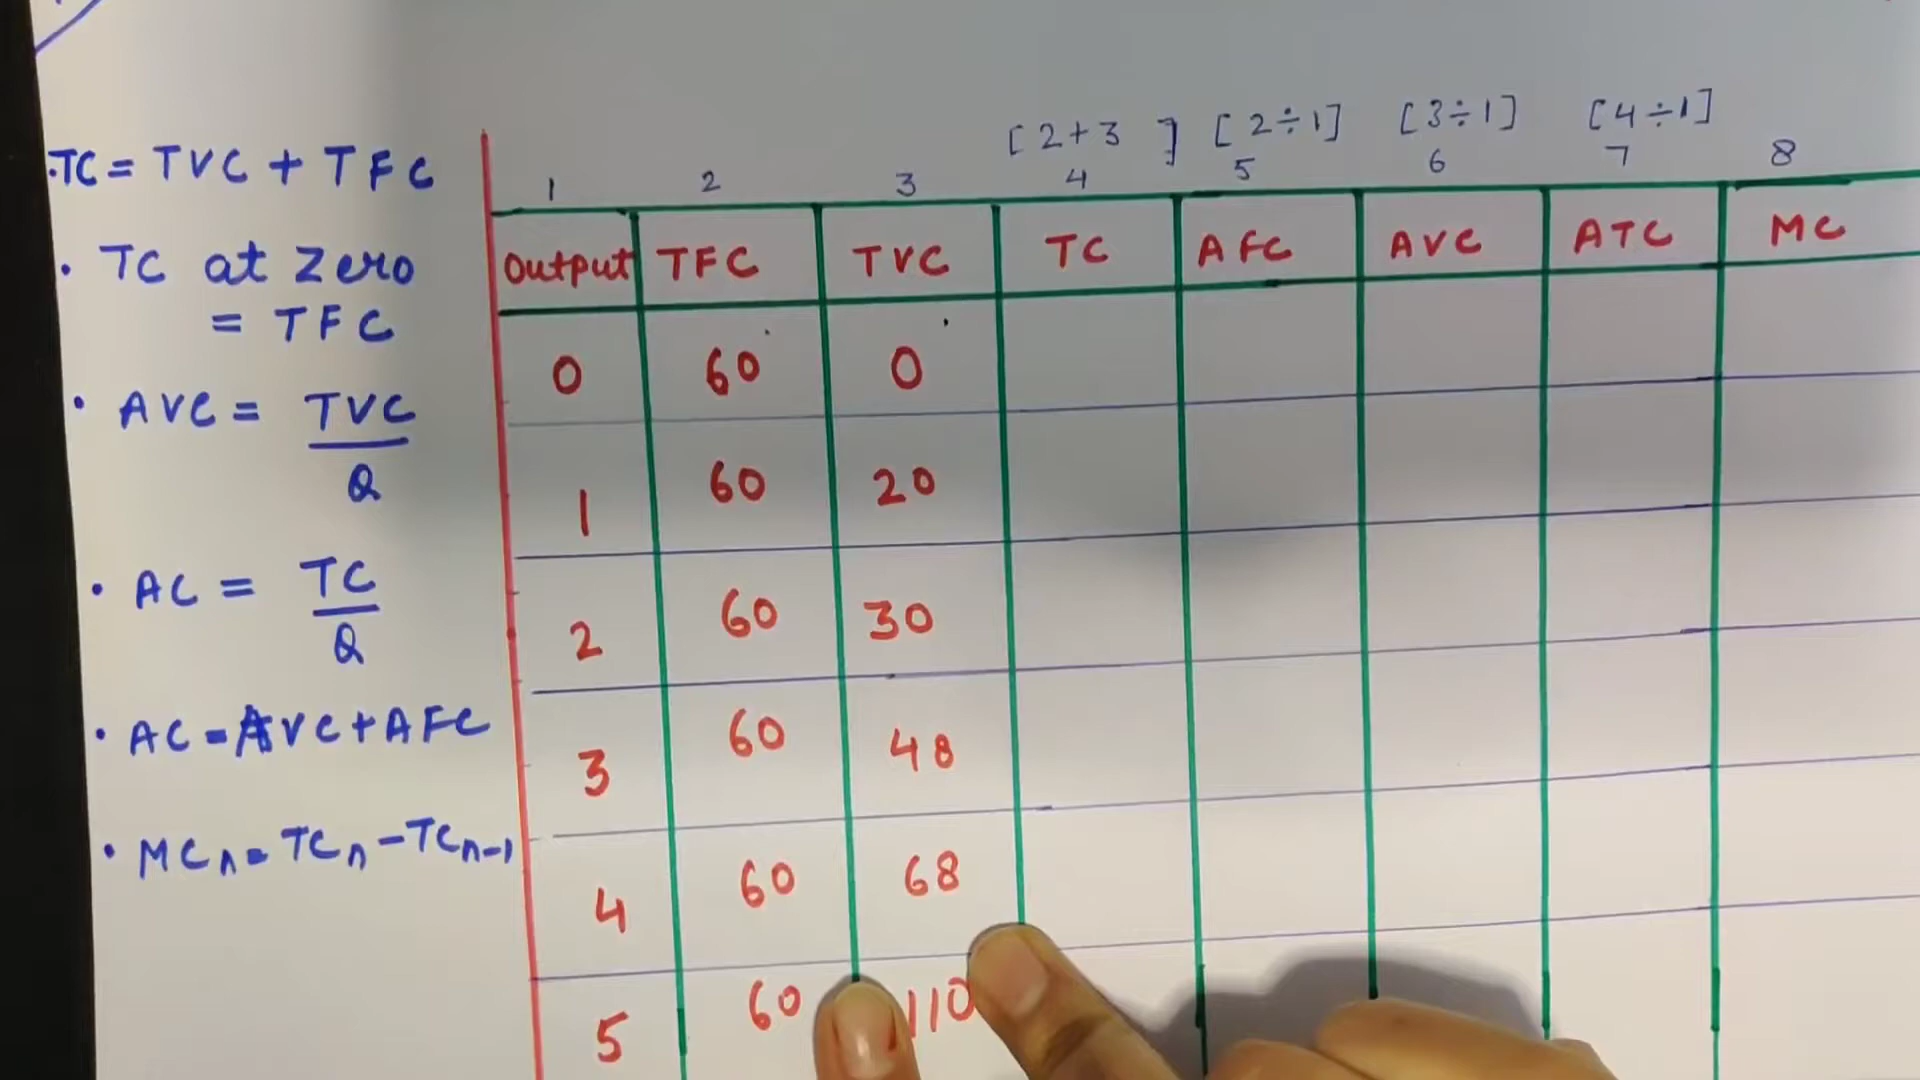 ·TC = TVC + TFC
· TC at zero
= TFC
· AVC = TVC
Q
· AC = TC
Q
· AC = AVC + AFC
· MCn = TCn - TCn-1
[2+3 ] [2÷1] [3÷1] [4÷1]
1 2 3 4 5 6 7 8
Output TFC TVC TC AFC AVC ATC MC
0 60 0
1 60 20
2 60 30
3 60 48
4 60 68
5 60 110